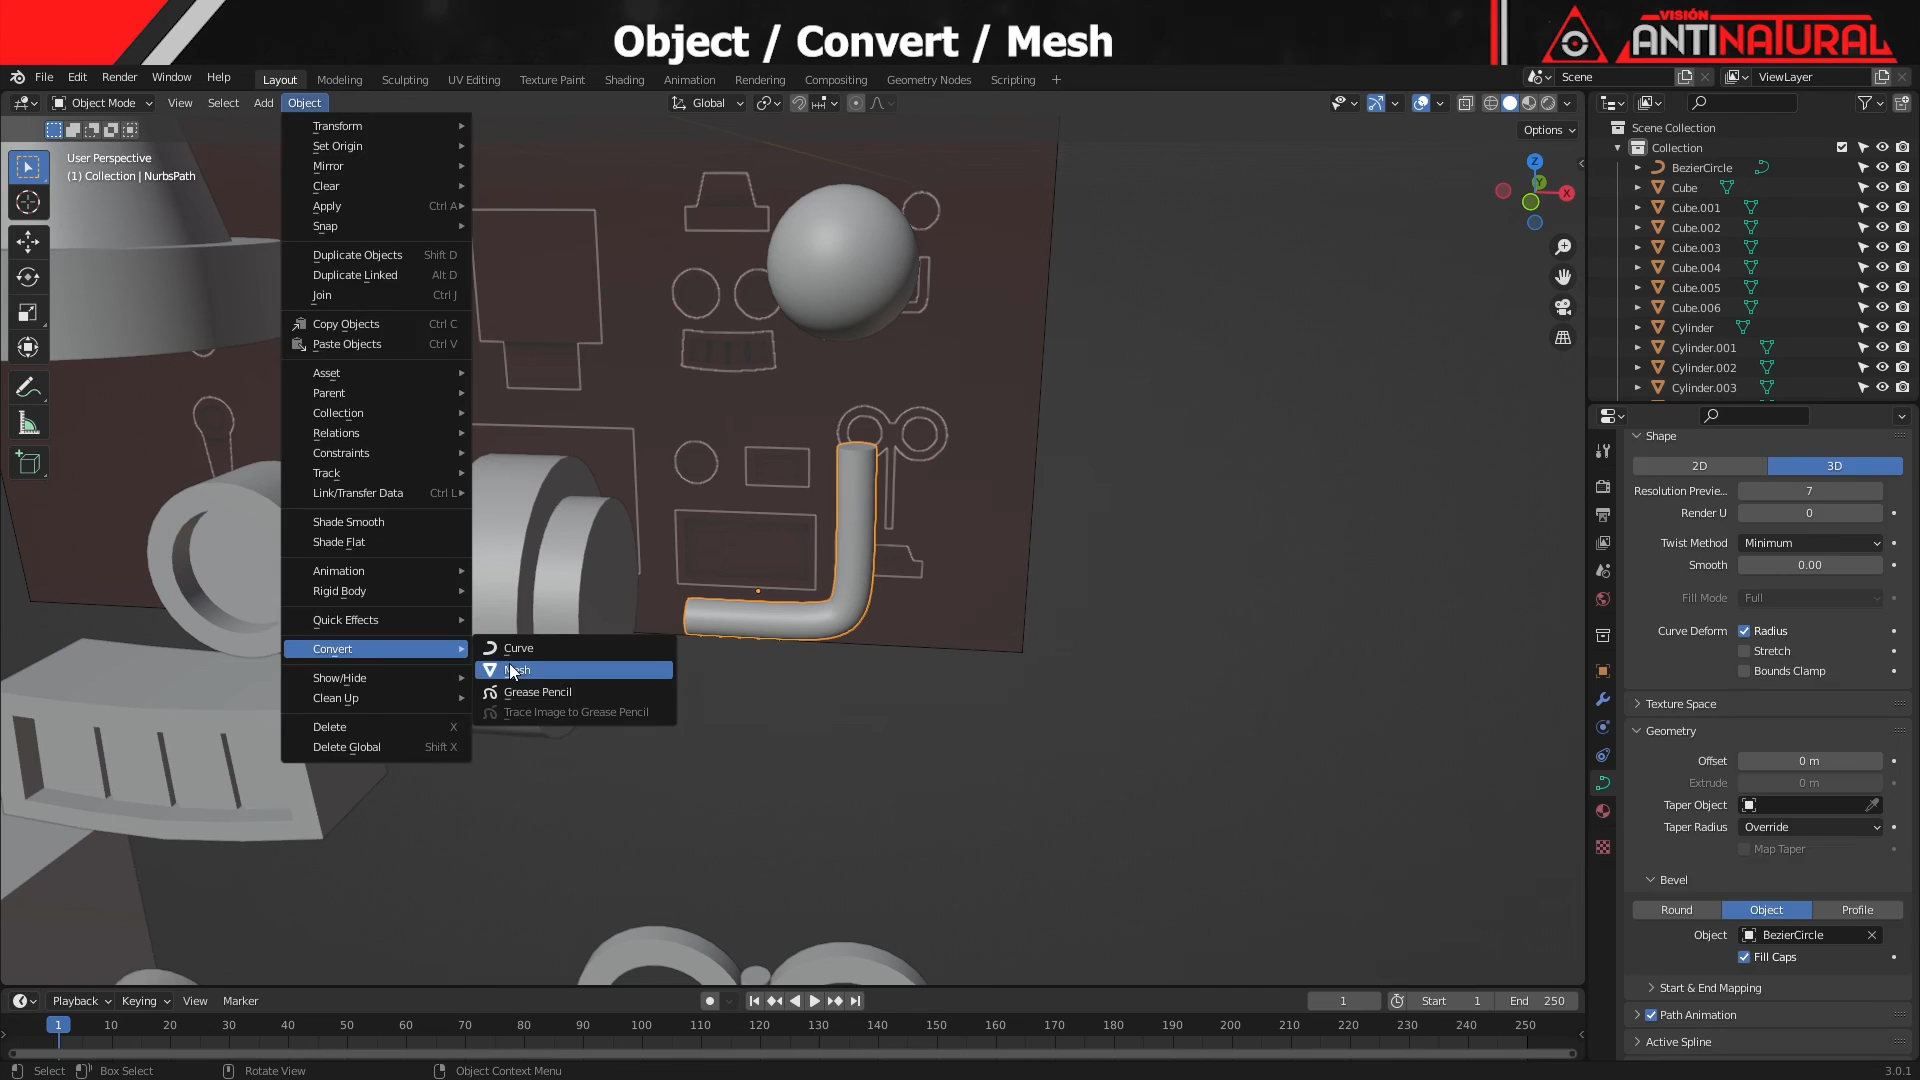 Object / Convert / Mesh
VISIÓN
ANTINATURAL
File Edit Render Window Help
Layout Modeling Sculpting UV Editing Texture Paint Shading Animation Rendering Compositing Geometry Nodes Scripting +
Scene
ViewLayer
Object Mode View Select Add Object
Global
Options
User Perspective
(1) Collection | NurbsPath
Transform
Set Origin
Mirror
Clear
Apply Ctrl A
Snap
Duplicate Objects Shift D
Duplicate Linked Alt D
Join Ctrl J
Copy Objects Ctrl C
Paste Objects Ctrl V
Asset
Parent
Collection
Relations
Constraints
Track
Link/Transfer Data Ctrl L
Shade Smooth
Shade Flat
Animation
Rigid Body
Quick Effects
Convert
Show/Hide
Clean Up
Delete X
Delete Global Shift X
Curve
Mesh
Grease Pencil
Trace Image to Grease Pencil
Z
Y
X
Scene Collection
Collection
BezierCircle
Cube
Cube.001
Cube.002
Cube.003
Cube.004
Cube.005
Cube.006
Cylinder
Cylinder.001
Cylinder.002
Cylinder.003
Shape
2D 3D
Resolution Previe... 7
Render U 0
Twist Method Minimum
Smooth 0.00
Fill Mode Full
Curve Deform Radius
Stretch
Bounds Clamp
Texture Space
Geometry
Offset 0 m
Extrude 0 m
Taper Object
Taper Radius Override
Map Taper
Bevel
Round Object Profile
Object BezierCircle
Fill Caps
Start & End Mapping
Path Animation
Active Spline
Playback Keying View Marker
1 Start 1 End 250
1 10 20 30 40 50 60 70 80 90 100 110 120 130 140 150 160 170 180 190 200 210 220 230 240 250
Select Box Select Rotate View Object Context Menu
3.0.1